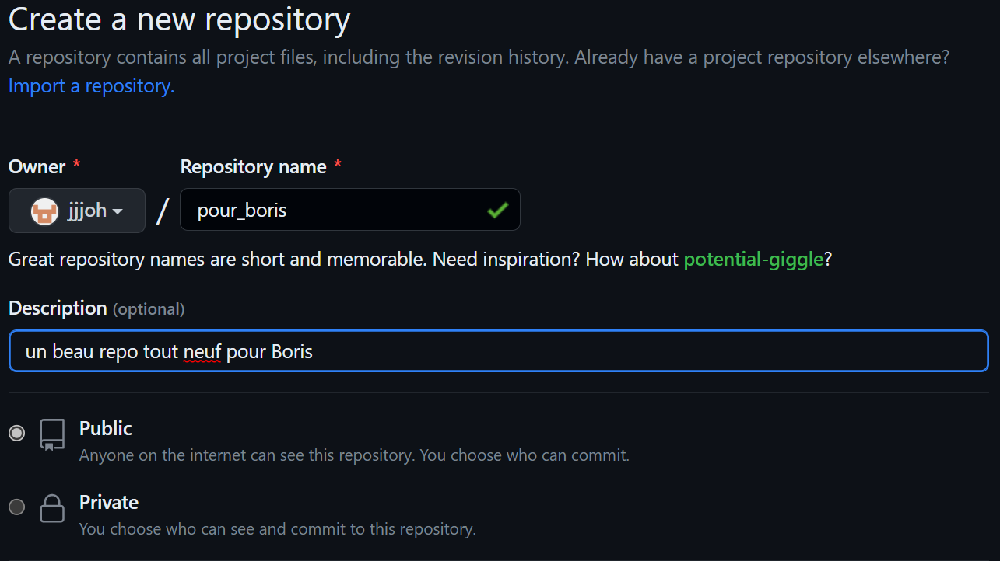 Create a new repository
A repository contains all project files, including the revision history. Already have a project repository elsewhere?
Import a repository.
Owner * Repository name *
jjjoh / pour_boris
Great repository names are short and memorable. Need inspiration? How about potential-giggle?
Description (optional)
un beau repo tout neuf pour Boris
Public
Anyone on the internet can see this repository. You choose who can commit.
Private
You choose who can see and commit to this repository.